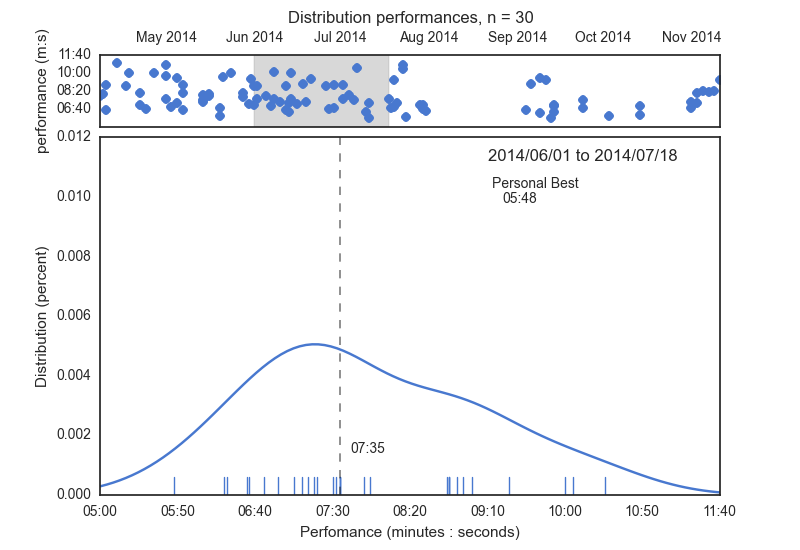 Distribution performances, n = 30
May 2014 Jun 2014 Jul 2014 Aug 2014 Sep 2014 Oct 2014 Nov 2014
performance (m:s)
11:40
10:00
08:20
06:40
Distribution (percent)
0.012
0.010
0.008
0.006
0.004
0.002
0.000
2014/06/01 to 2014/07/18
Personal Best
05:48
07:35
05:00 05:50 06:40 07:30 08:20 09:10 10:00 10:50 11:40
Perfomance (minutes : seconds)